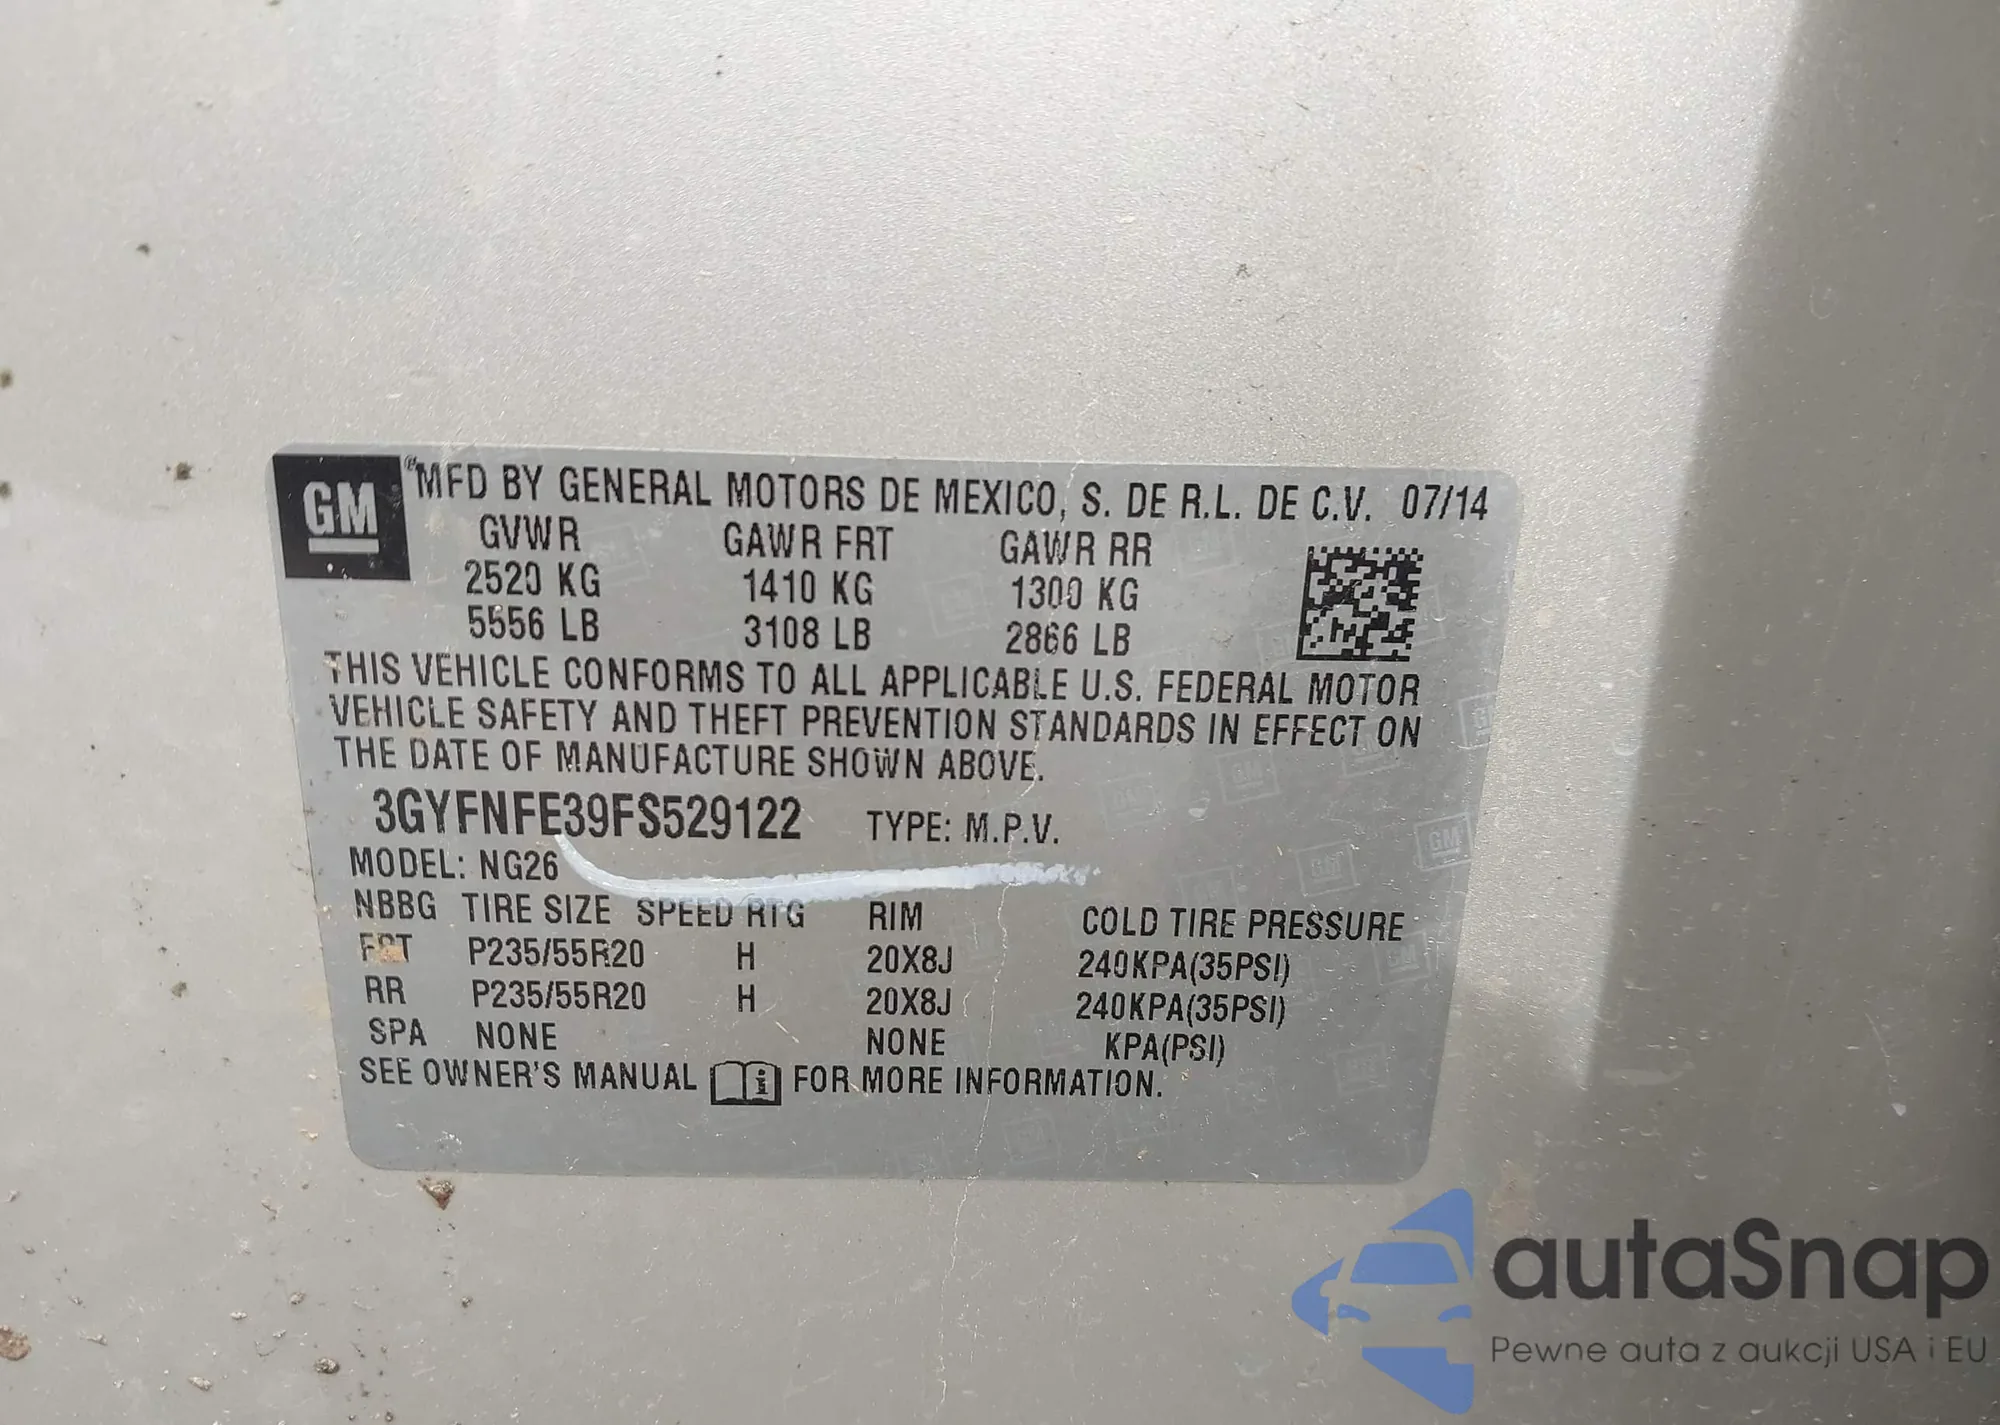 GM
MFD BY GENERAL MOTORS DE MEXICO, S. DE R.L. DE C.V. 07/14
GVWR GAWR FRT GAWR RR
2520 KG 1410 KG 1300 KG
5556 LB 3108 LB 2866 LB
THIS VEHICLE CONFORMS TO ALL APPLICABLE U.S. FEDERAL MOTOR
VEHICLE SAFETY AND THEFT PREVENTION STANDARDS IN EFFECT ON
THE DATE OF MANUFACTURE SHOWN ABOVE.
3GYFNFE39FS529122 TYPE: M.P.V.
MODEL: NG26
NBBG TIRE SIZE SPEED RTG RIM COLD TIRE PRESSURE
FRT P235/55R20 H 20X8J 240KPA(35PSI)
RR P235/55R20 H 20X8J 240KPA(35PSI)
SPA NONE NONE KPA(PSI)
SEE OWNER'S MANUAL i FOR MORE INFORMATION.
autaSnap
Pewne auta z aukcji USA i EU